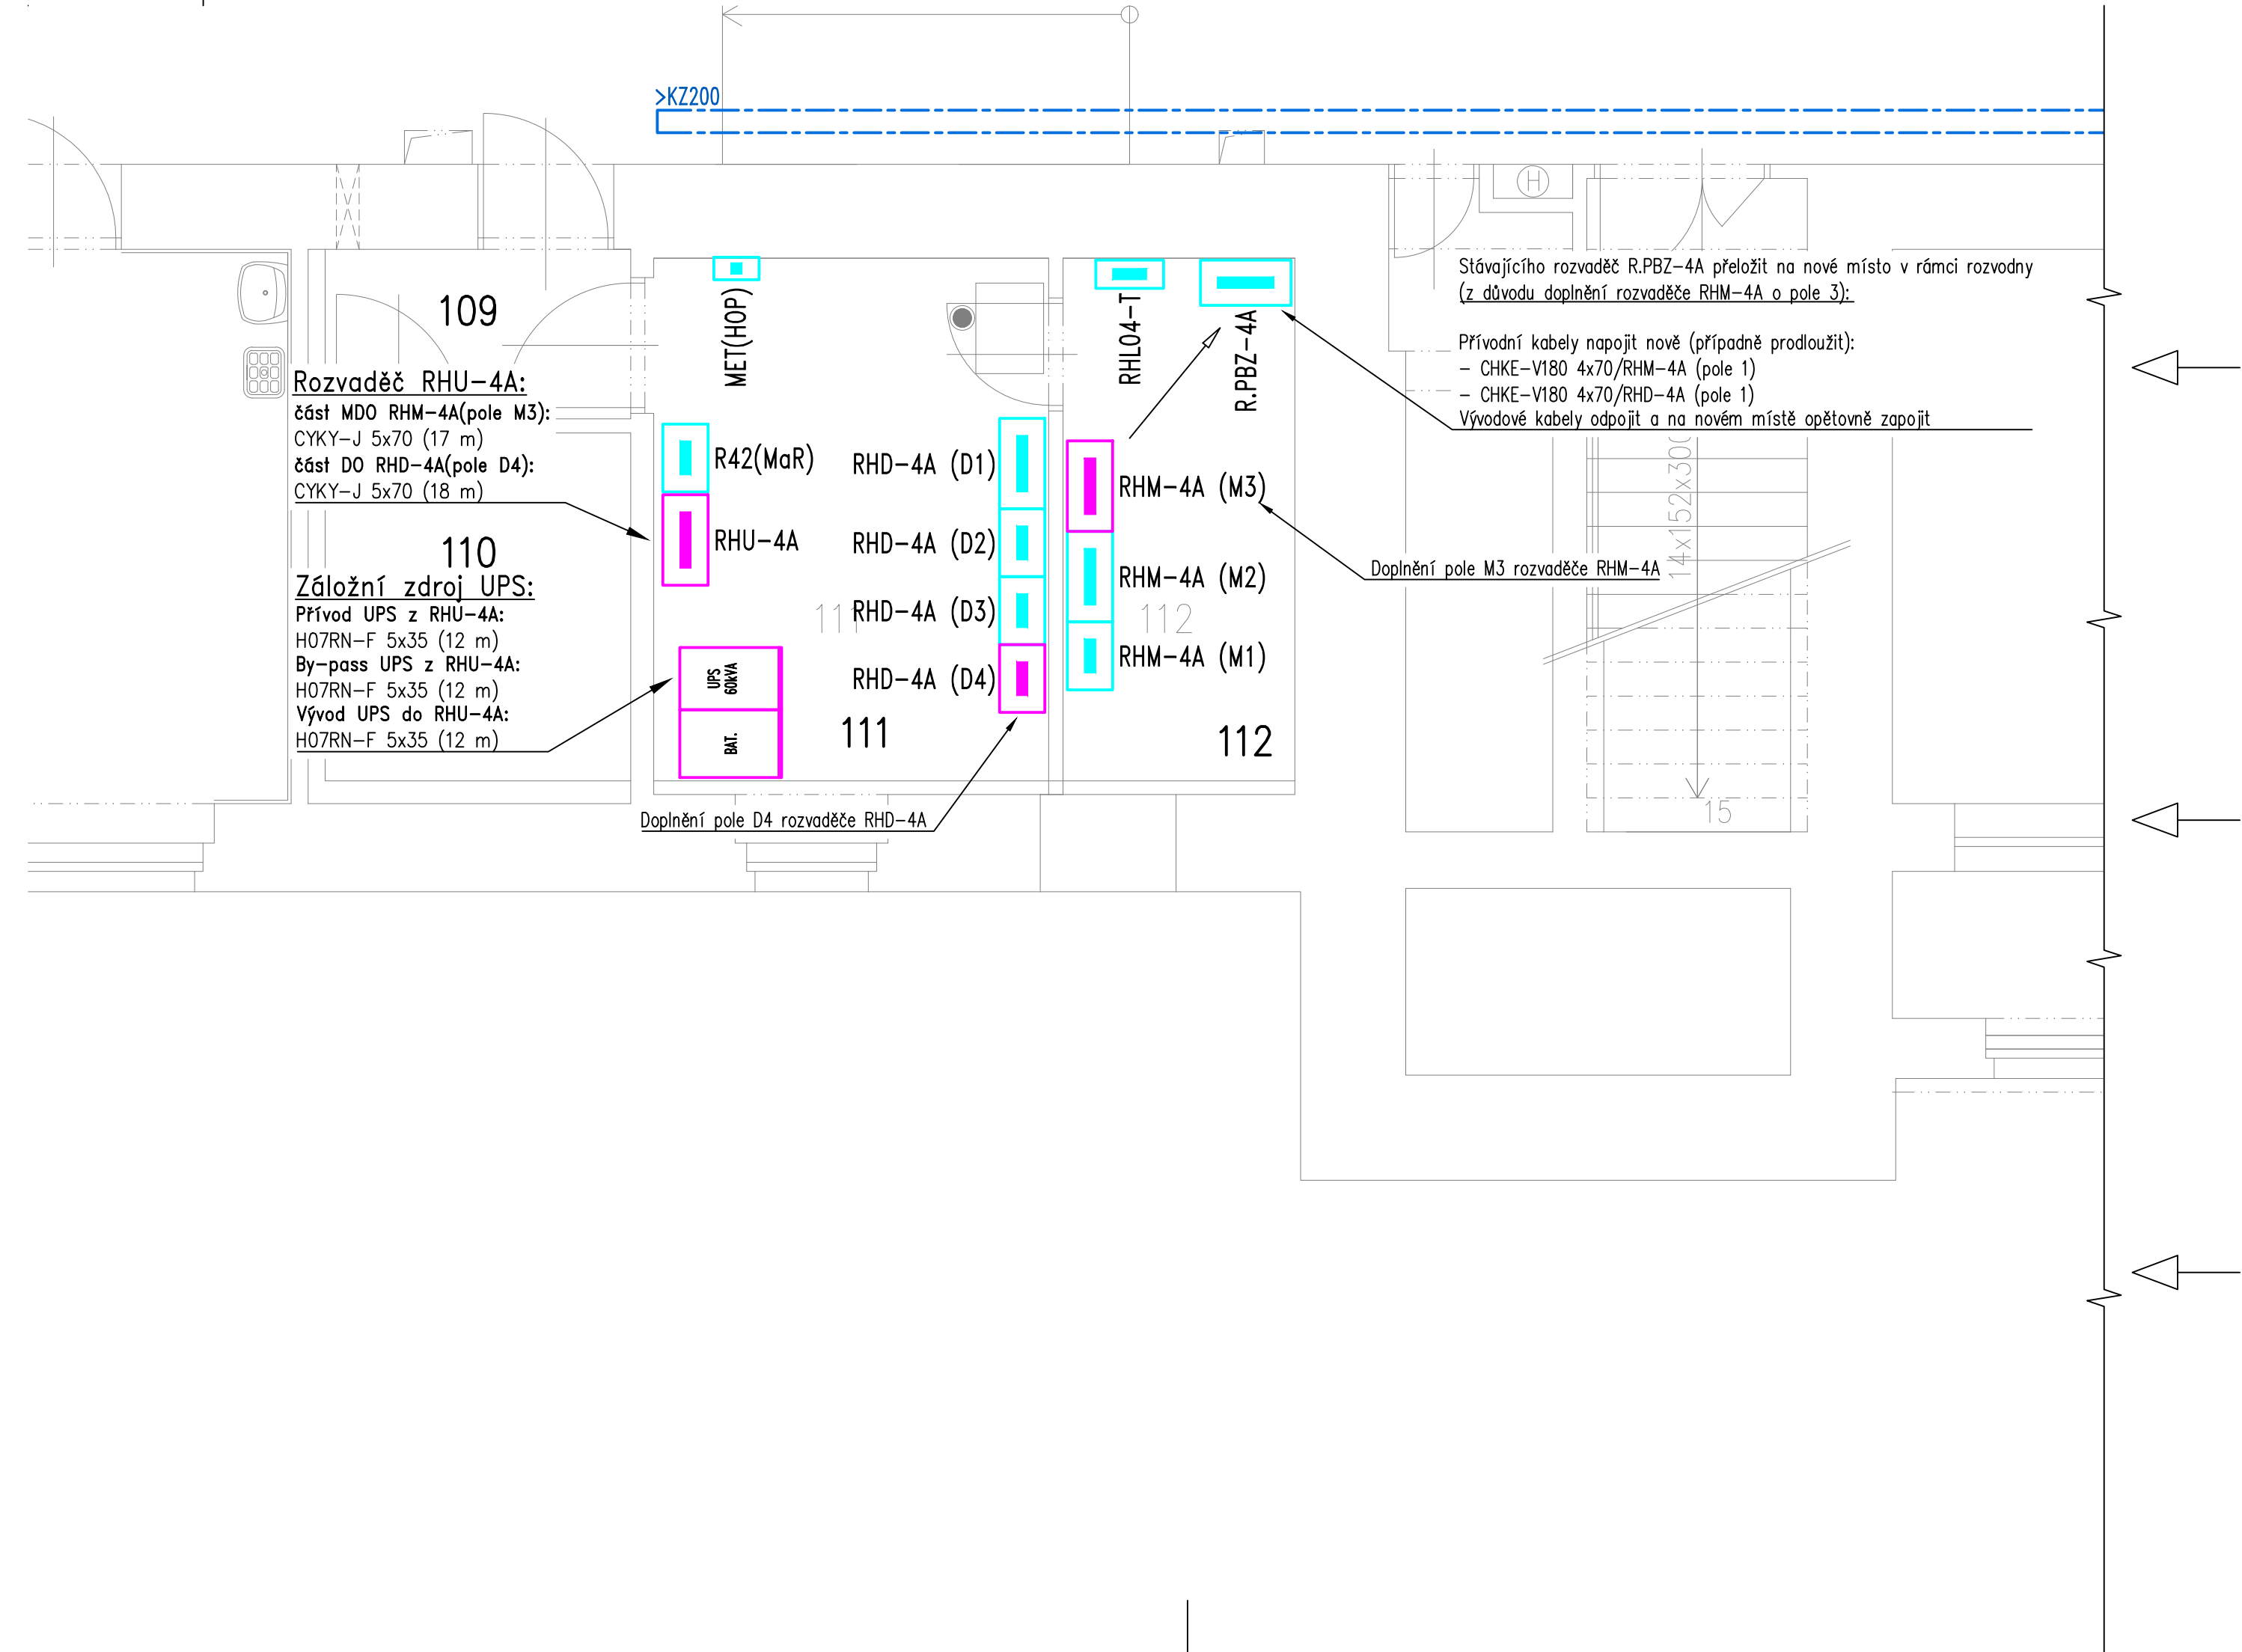 >KZ200
H
109
Rozvaděč RHU-4A:
část MDO RHM-4A(pole M3):
CYKY-J 5x70 (17 m)
část DO RHD-4A(pole D4):
CYKY-J 5x70 (18 m)
110
Záložní zdroj UPS:
Přívod UPS z RHU-4A:
H07RN-F 5x35 (12 m)
By-pass UPS z RHU-4A:
H07RN-F 5x35 (12 m)
Vývod UPS do RHU-4A:
H07RN-F 5x35 (12 m)
MET(HOP)
R42(MaR)
RHU-4A
UPS
60kVA
BAT.
RHD-4A (D1)
RHD-4A (D2)
RHD-4A (D3)
RHD-4A (D4)
111
111
Doplnění pole D4 rozvaděče RHD-4A
RHL04-T
R.PBZ-4A
RHM-4A (M3)
RHM-4A (M2)
RHM-4A (M1)
112
112
Stávajícího rozvaděč R.PBZ-4A přeložit na nové místo v rámci rozvodny
(z důvodu doplnění rozvaděče RHM-4A o pole 3):
Přívodní kabely napojit nově (případně prodloužit):
- CHKE-V180 4x70/RHM-4A (pole 1)
- CHKE-V180 4x70/RHD-4A (pole 1)
Vývodové kabely odpojit a na novém místě opětovně zapojit
Doplnění pole M3 rozvaděče RHM-4A
14x152x300
15